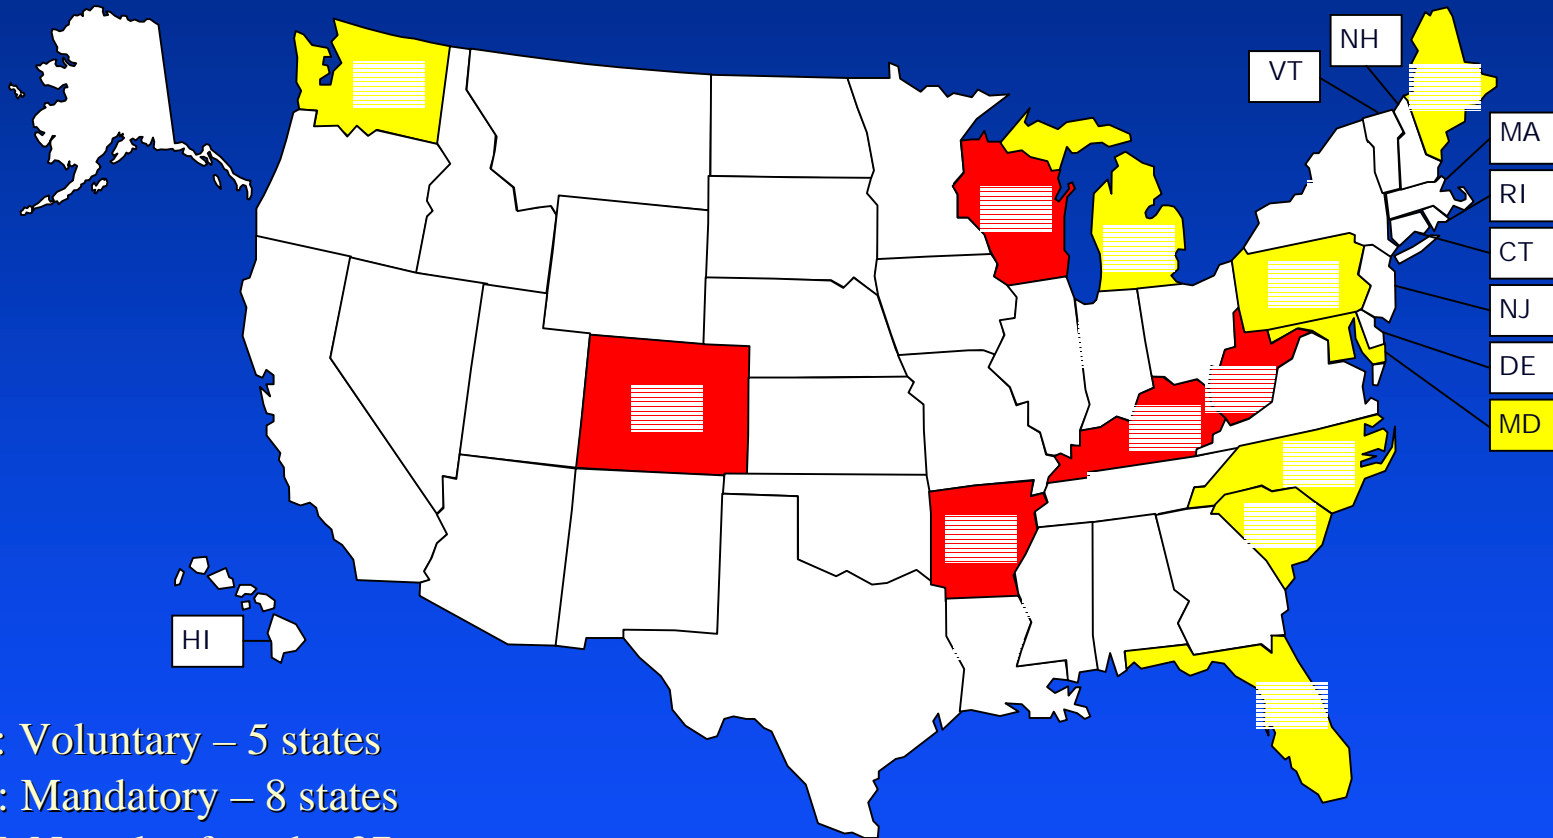 NH
VT
MA
RI
CT
NJ
DE
MD
HI
: Voluntary – 5 states
: Mandatory – 8 states